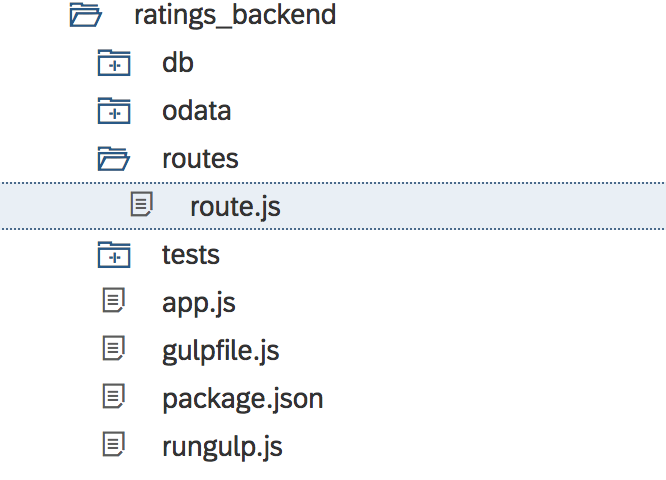 ratings_backend
db
odata
routes
route.js
tests
app.js
gulpfile.js
package.json
rungulp.js